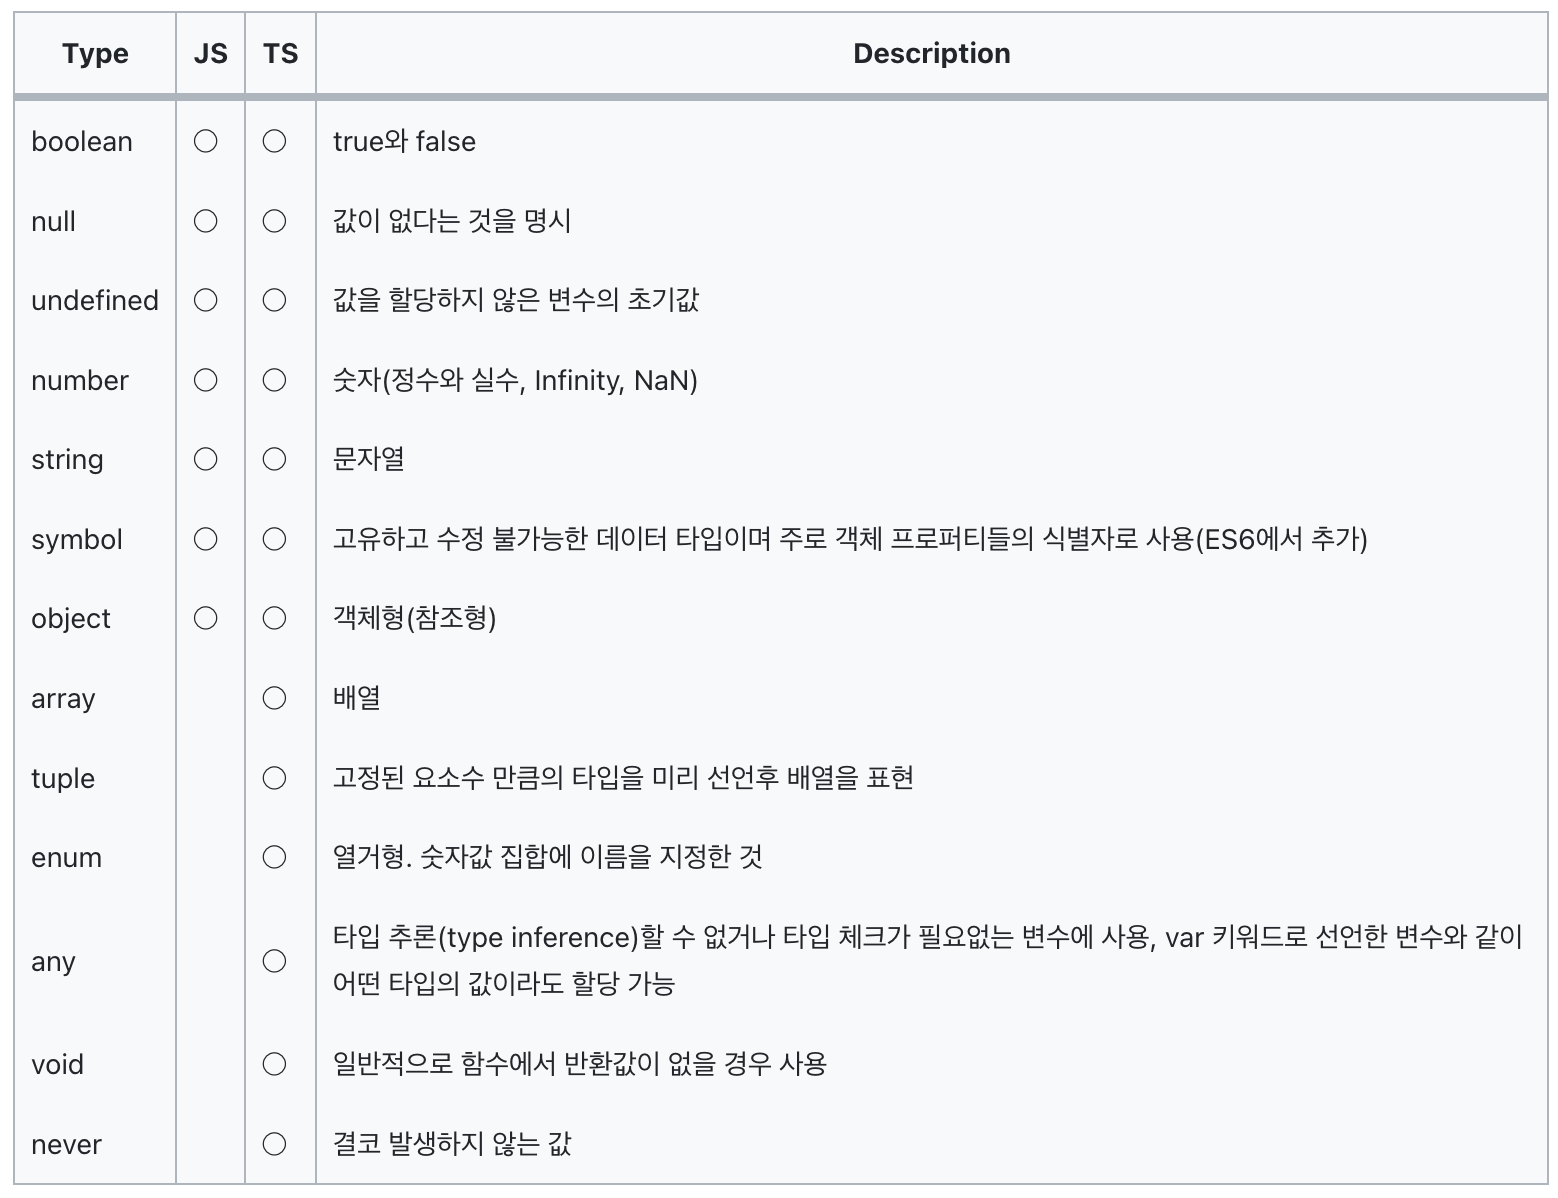 Type JS TS Description
boolean ◯ ◯ true와 false
null ◯ ◯ 값이 없다는 것을 명시
undefined ◯ ◯ 값을 할당하지 않은 변수의 초기값
number ◯ ◯ 숫자(정수와 실수, Infinity, NaN)
string ◯ ◯ 문자열
symbol ◯ ◯ 고유하고 수정 불가능한 데이터 타입이며 주로 객체 프로퍼티들의 식별자로 사용(ES6에서 추가)
object ◯ ◯ 객체형(참조형)
array ◯ 배열
tuple ◯ 고정된 요소수 만큼의 타입을 미리 선언후 배열을 표현
enum ◯ 열거형. 숫자값 집합에 이름을 지정한 것
any ◯ 타입 추론(type inference)할 수 없거나 타입 체크가 필요없는 변수에 사용, var 키워드로 선언한 변수와 같이
어떤 타입의 값이라도 할당 가능
void ◯ 일반적으로 함수에서 반환값이 없을 경우 사용
never ◯ 결코 발생하지 않는 값